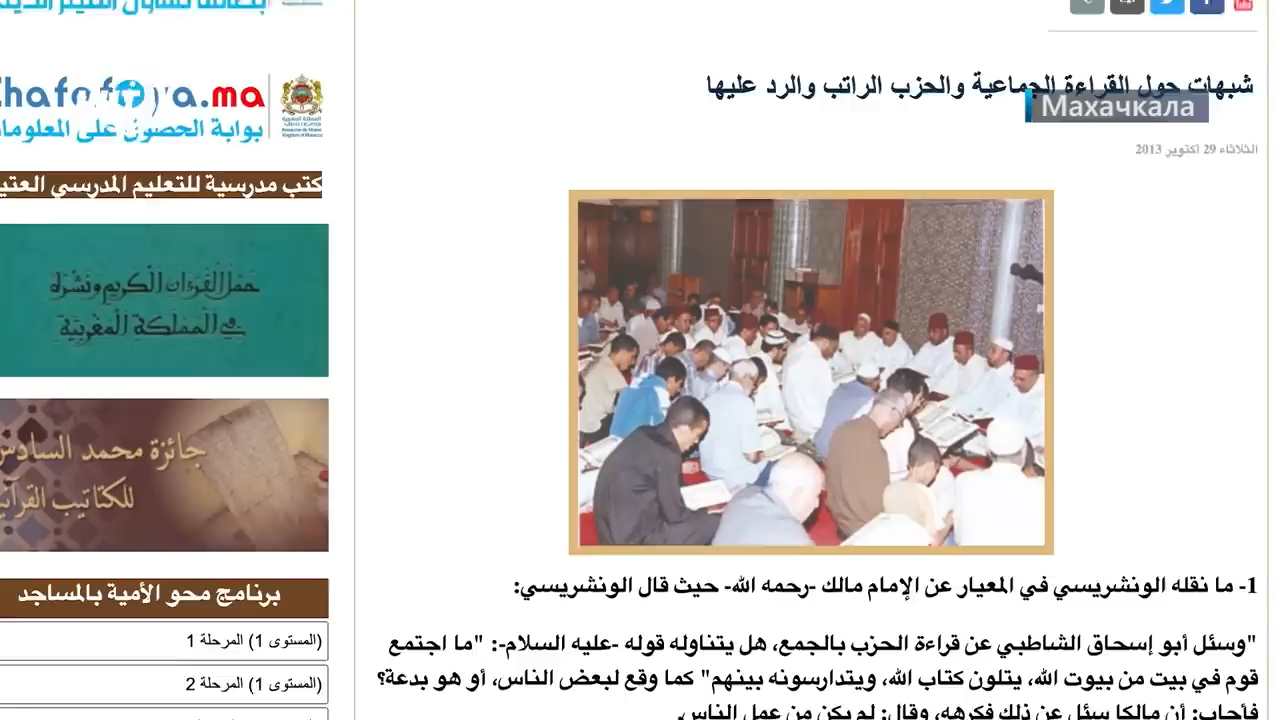 شبهات حول القراءة الجماعية والحزب الراتب والرد عليها
Махачкала
الثلاثاء 29 أكتوبر 2013
.ma
بوابة الحصول على
كتب مدرسية للتعليم المدرسي
حمل القرءان الكريم ونشره
في المملكة المغربية
جائزة محمد السادس
للكتاتيب
برنامج محو الأمية بالمساجد
(المستوى 1) المرحلة 1
(المستوى 1) المرحلة 2
1- ما نقله الونشريسي في المعيار عن الإمام مالك -رحمه الله- حيث قال الونشريسي:
"وسئل أبو إسحاق الشاطبي عن قراءة الحزب بالجمع، هل يتناوله قوله -عليه السلام-: "ما اجتمع
قوم في بيت من بيوت الله، يتلون كتاب الله، ويتدارسونه بينهم" كما وقع لبعض الناس، أو هو بدعة؟
فأجاب: أن مالكا سئل عن ذلك فكرهه، وقال: لم يكن من عمل الناس.